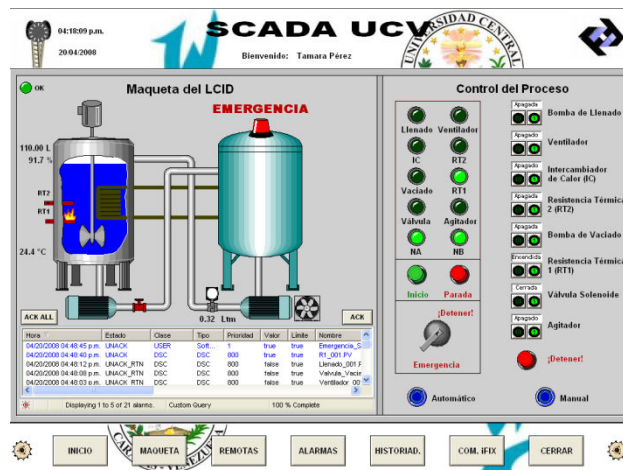 04:18:09 p.m.
20/04/2008
SCADA UCV
Bienvenido: Tamara Pérez
UNIVERSIDAD CENTRAL
OK
Maqueta del LCID
EMERGENCIA
110.00 L
91.7 %
RT2
RT1
24.4 °C
0.32 Ltm
ACK ALL
ACK
Hora Estado Clase Tipo Prioridad Valor Límite Nombre
04/20/2008 04:48:45 p.m. UNACK USER Soft... 1 true true Emergencia_S
04/20/2008 04:48:40 p.m. UNACK DSC DSC 800 true true R1_001.PV
04/20/2008 04:48:12 p.m. UNACK_RTN DSC DSC 800 false true Llenado_001.F
04/20/2008 04:48:08 p.m. UNACK_RTN DSC DSC 800 false true Valvula_Vacia
04/20/2008 04:48:03 p.m. UNACK_RTN DSC DSC 800 false true Ventilador 00
Displaying 1 to 5 of 21 alarms. Custom Query 100 % Complete
Control del Proceso
Llenado Ventilador
IC RT2
Vaciado RT1
Válvula Agitador
NA NB
Inicio Parada
¡Detener!
Emergencia
Apagada
Bomba de Llenado
Apagado
Ventilador
Apagado
Intercambiador
de Calor (IC)
Apagada
Resistencia Térmica
2 (RT2)
Apagada
Bomba de Vaciado
Encendida
Resistencia Térmica
1 (RT1)
Cerrada
Válvula Solenoide
Apagado
Agitador
¡Detener!
Automático
Manual
INICIO
MAQUETA
REMOTAS
ALARMAS
HISTORIAD.
COM. iFIX
CERRAR